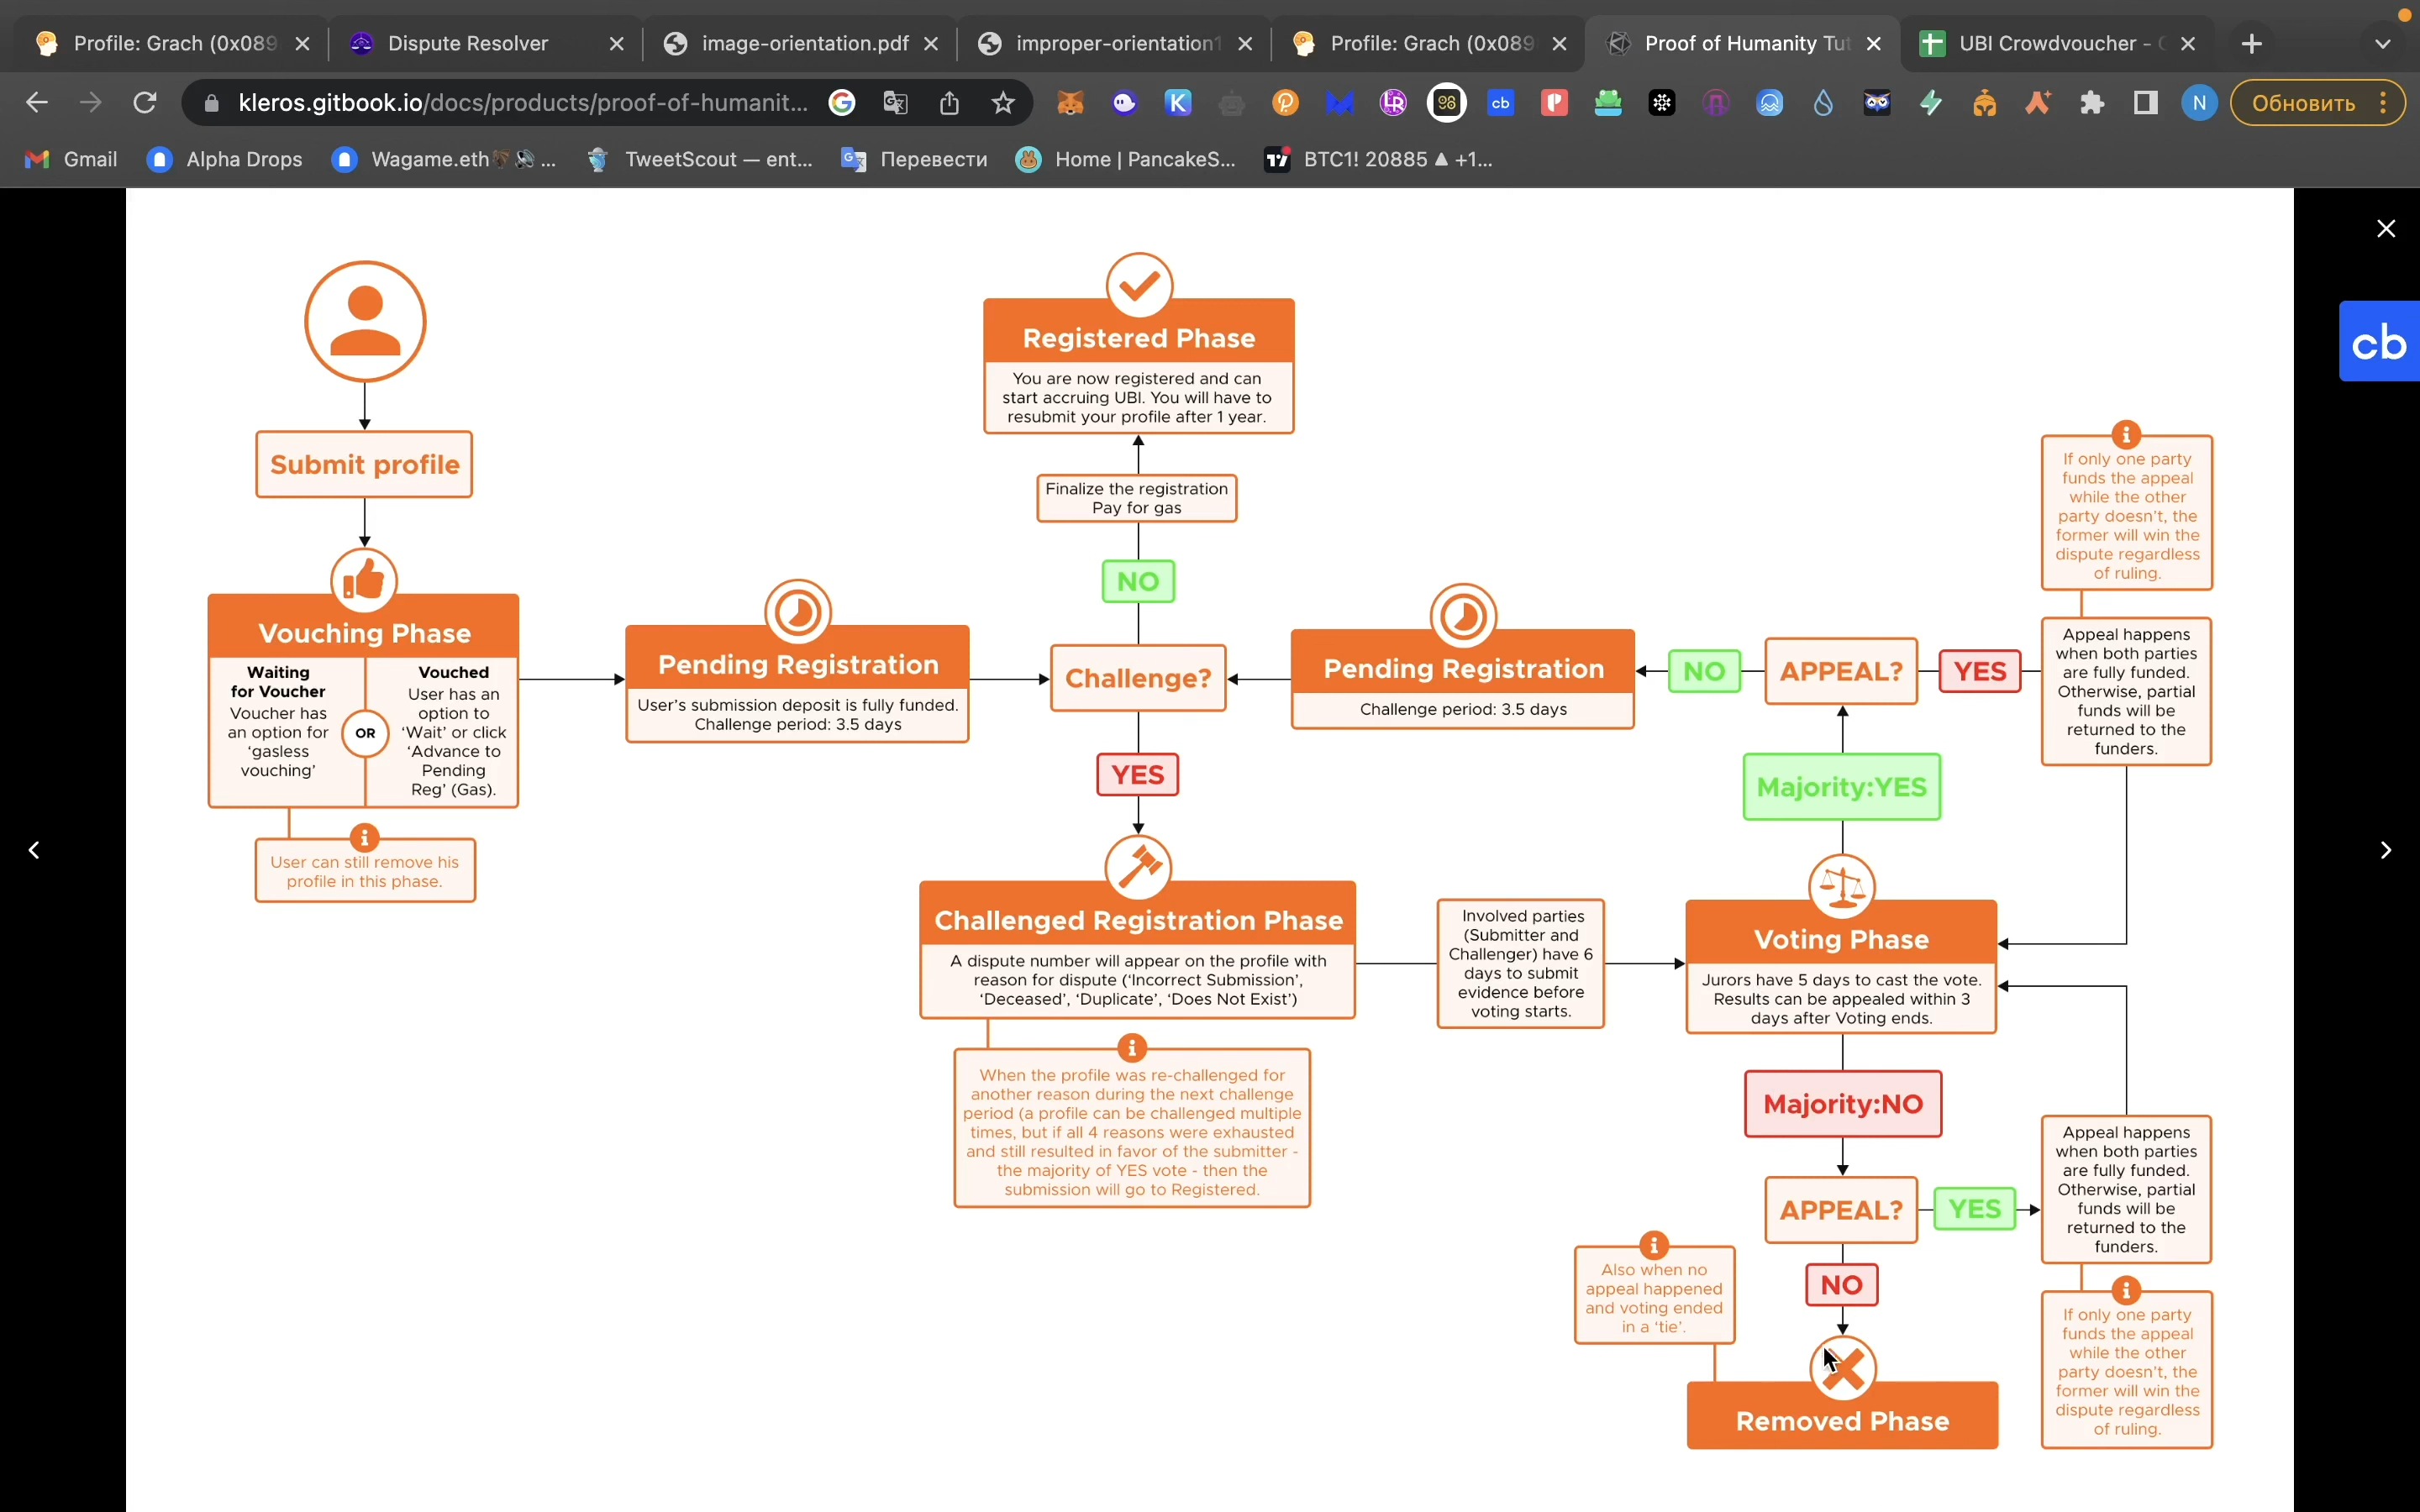 Profile: Grach (0x089
Dispute Resolver
image-orientation.pdf
improper-orientation1
Profile: Grach (0x089
Proof of Humanity Tut
UBI Crowdvoucher - G
kleros.gitbook.io/docs/products/proof-of-humanit...
Обновить
Gmail
Alpha Drops
Wagame.eth ...
TweetScout — ent...
Перевести
Home | PancakeS...
BTC1! 20885 ▲ +1...
cb
Submit profile
Vouching Phase
Waiting
for Voucher
Voucher has
an option for
‘gasless
vouching’
OR
Vouched
User has an
option to
‘Wait’ or click
‘Advance to
Pending
Reg’ (Gas).
User can still remove his
profile in this phase.
Pending Registration
User’s submission deposit is fully funded.
Challenge period: 3.5 days
Registered Phase
You are now registered and can
start accruing UBI. You will have to
resubmit your profile after 1 year.
Finalize the registration
Pay for gas
NO
Challenge?
YES
Challenged Registration Phase
A dispute number will appear on the profile with
reason for dispute (‘Incorrect Submission’,
‘Deceased’, ‘Duplicate’, ‘Does Not Exist’)
When the profile was re-challenged for
another reason during the next challenge
period (a profile can be challenged multiple
times, but if all 4 reasons were exhausted
and still resulted in favor of the submitter -
the majority of YES vote - then the
submission will go to Registered.
Pending Registration
Challenge period: 3.5 days
NO
APPEAL?
YES
If only one party
funds the appeal
while the other
party doesn’t, the
former will win the
dispute regardless
of ruling.
Appeal happens
when both parties
are fully funded.
Otherwise, partial
funds will be
returned to the
funders.
Majority:YES
Involved parties
(Submitter and
Challenger) have 6
days to submit
evidence before
voting starts.
Voting Phase
Jurors have 5 days to cast the vote.
Results can be appealed within 3
days after Voting ends.
Majority:NO
APPEAL?
YES
Appeal happens
when both parties
are fully funded.
Otherwise, partial
funds will be
returned to the
funders.
NO
Also when no
appeal happened
and voting ended
in a ‘tie’.
If only one party
funds the appeal
while the other
party doesn’t, the
former will win the
dispute regardless
of ruling.
Removed Phase